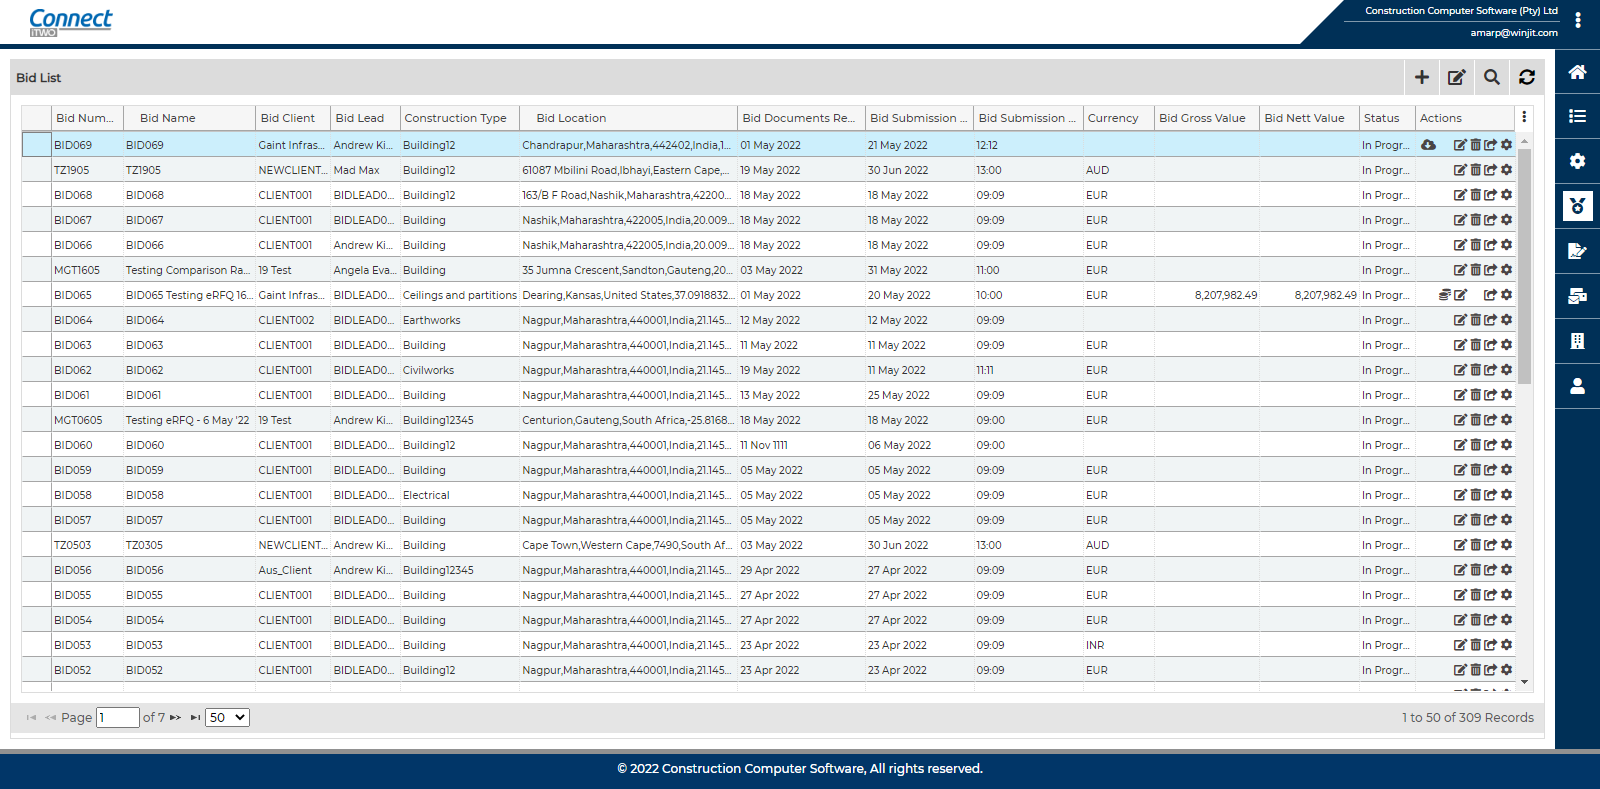 Connect
iTWO
Construction Computer Software (Pty) Ltd
amarp@winjit.com
Bid List
Bid Num... Bid Name Bid Client Bid Lead Construction Type Bid Location Bid Documents Re... Bid Submission ... Bid Submission ... Currency Bid Gross Value Bid Nett Value Status Actions
BID069 BID069 Gaint Infras... Andrew Ki... Building12 Chandrapur,Maharashtra,442402,India,1... 01 May 2022 21 May 2022 12:12 In Progr...
TZ1905 TZ1905 NEWCLIENT... Mad Max Building12 61087 Mbilini Road,Ibhayi,Eastern Cape,... 19 May 2022 30 Jun 2022 13:00 AUD In Progr...
BID068 BID068 CLIENT001 BIDLEAD0... Building12 163/B F Road,Nashik,Maharashtra,42200... 18 May 2022 18 May 2022 09:09 EUR In Progr...
BID067 BID067 CLIENT001 BIDLEAD0... Building Nashik,Maharashtra,422005,India,20.009... 18 May 2022 18 May 2022 09:09 EUR In Progr...
BID066 BID066 CLIENT001 Andrew Ki... Building Nashik,Maharashtra,422005,India,20.009... 18 May 2022 18 May 2022 09:09 EUR In Progr...
MGT1605 Testing Comparison Ra... 19 Test Angela Eva... Building 35 Jumna Crescent,Sandton,Gauteng,20... 03 May 2022 31 May 2022 11:00 EUR In Progr...
BID065 BID065 Testing eRFQ 16... Gaint Infras... BIDLEAD0... Ceilings and partitions Dearing,Kansas,United States,37.0918832... 01 May 2022 20 May 2022 10:00 EUR 8,207,982.49 8,207,982.49 In Progr...
BID064 BID064 CLIENT002 BIDLEAD0... Earthworks Nagpur,Maharashtra,440001,India,21.145... 12 May 2022 12 May 2022 09:09 In Progr...
BID063 BID063 CLIENT001 BIDLEAD0... Building Nagpur,Maharashtra,440001,India,21.145... 11 May 2022 11 May 2022 09:09 EUR In Progr...
BID062 BID062 CLIENT001 BIDLEAD0... Civilworks Nagpur,Maharashtra,440001,India,21.145... 19 May 2022 11 May 2022 11:11 EUR In Progr...
BID061 BID061 CLIENT001 BIDLEAD0... Building Nagpur,Maharashtra,440001,India,21.145... 13 May 2022 25 May 2022 09:09 EUR In Progr...
MGT0605 Testing eRFQ - 6 May '22 19 Test Andrew Ki... Building12345 Centurion,Gauteng,South Africa,-25.8168... 18 May 2022 18 May 2022 09:00 EUR In Progr...
BID060 BID060 CLIENT001 BIDLEAD0... Building12 Nagpur,Maharashtra,440001,India,21.145... 11 Nov 1111 06 May 2022 09:00 In Progr...
BID059 BID059 CLIENT001 BIDLEAD0... Building Nagpur,Maharashtra,440001,India,21.145... 05 May 2022 05 May 2022 09:09 EUR In Progr...
BID058 BID058 CLIENT001 BIDLEAD0... Electrical Nagpur,Maharashtra,440001,India,21.145... 05 May 2022 05 May 2022 09:09 EUR In Progr...
BID057 BID057 CLIENT001 BIDLEAD0... Building Nagpur,Maharashtra,440001,India,21.145... 05 May 2022 05 May 2022 09:09 EUR In Progr...
TZ0503 TZ0305 NEWCLIENT... Andrew Ki... Building Cape Town,Western Cape,7490,South Af... 03 May 2022 30 Jun 2022 13:00 AUD In Progr...
BID056 BID056 Aus_Client Andrew Ki... Building12345 Nagpur,Maharashtra,440001,India,21.145... 29 Apr 2022 27 Apr 2022 09:09 EUR In Progr...
BID055 BID055 CLIENT001 BIDLEAD0... Building Nagpur,Maharashtra,440001,India,21.145... 27 Apr 2022 27 Apr 2022 09:09 EUR In Progr...
BID054 BID054 CLIENT001 BIDLEAD0... Building Nagpur,Maharashtra,440001,India,21.145... 27 Apr 2022 27 Apr 2022 09:09 EUR In Progr...
BID053 BID053 CLIENT001 BIDLEAD0... Building Nagpur,Maharashtra,440001,India,21.145... 23 Apr 2022 23 Apr 2022 09:09 INR In Progr...
BID052 BID052 CLIENT001 BIDLEAD0... Building12 Nagpur,Maharashtra,440001,India,21.145... 23 Apr 2022 23 Apr 2022 09:09 EUR In Progr...
Page 1 of 7 50 1 to 50 of 309 Records
© 2022 Construction Computer Software, All rights reserved.